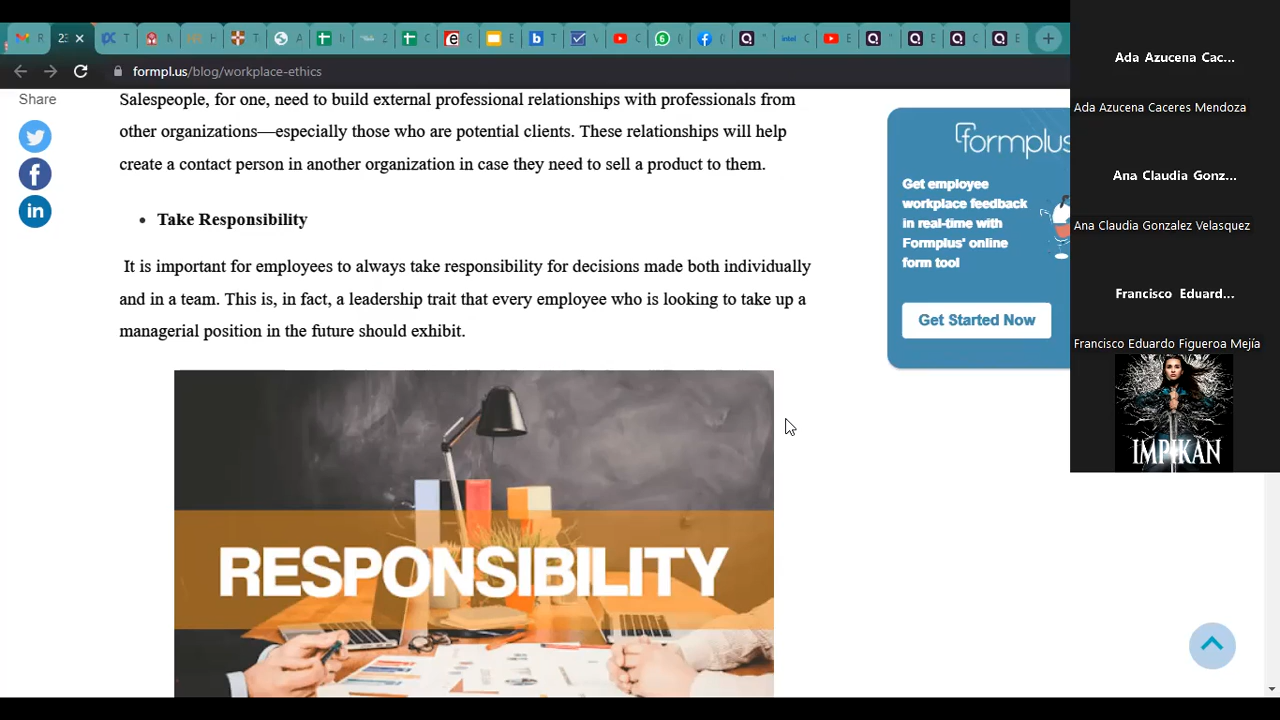 formpl.us/blog/workplace-ethics
Share
Salespeople, for one, need to build external professional relationships with professionals from
other organizations—especially those who are potential clients. These relationships will help
create a contact person in another organization in case they need to sell a product to them.
• Take Responsibility
It is important for employees to always take responsibility for decisions made both individually
and in a team. This is, in fact, a leadership trait that every employee who is looking to take up a
managerial position in the future should exhibit.
RESPONSIBILITY
formplus
Get employee
workplace feedback
in real-time with
Formplus' online
form tool
Get Started Now
Ada Azucena Cac...
Ada Azucena Caceres Mendoza
Ana Claudia Gonz...
Ana Claudia Gonzalez Velasquez
Francisco Eduard...
Francisco Eduardo Figueroa Mejía
IMPIKAN